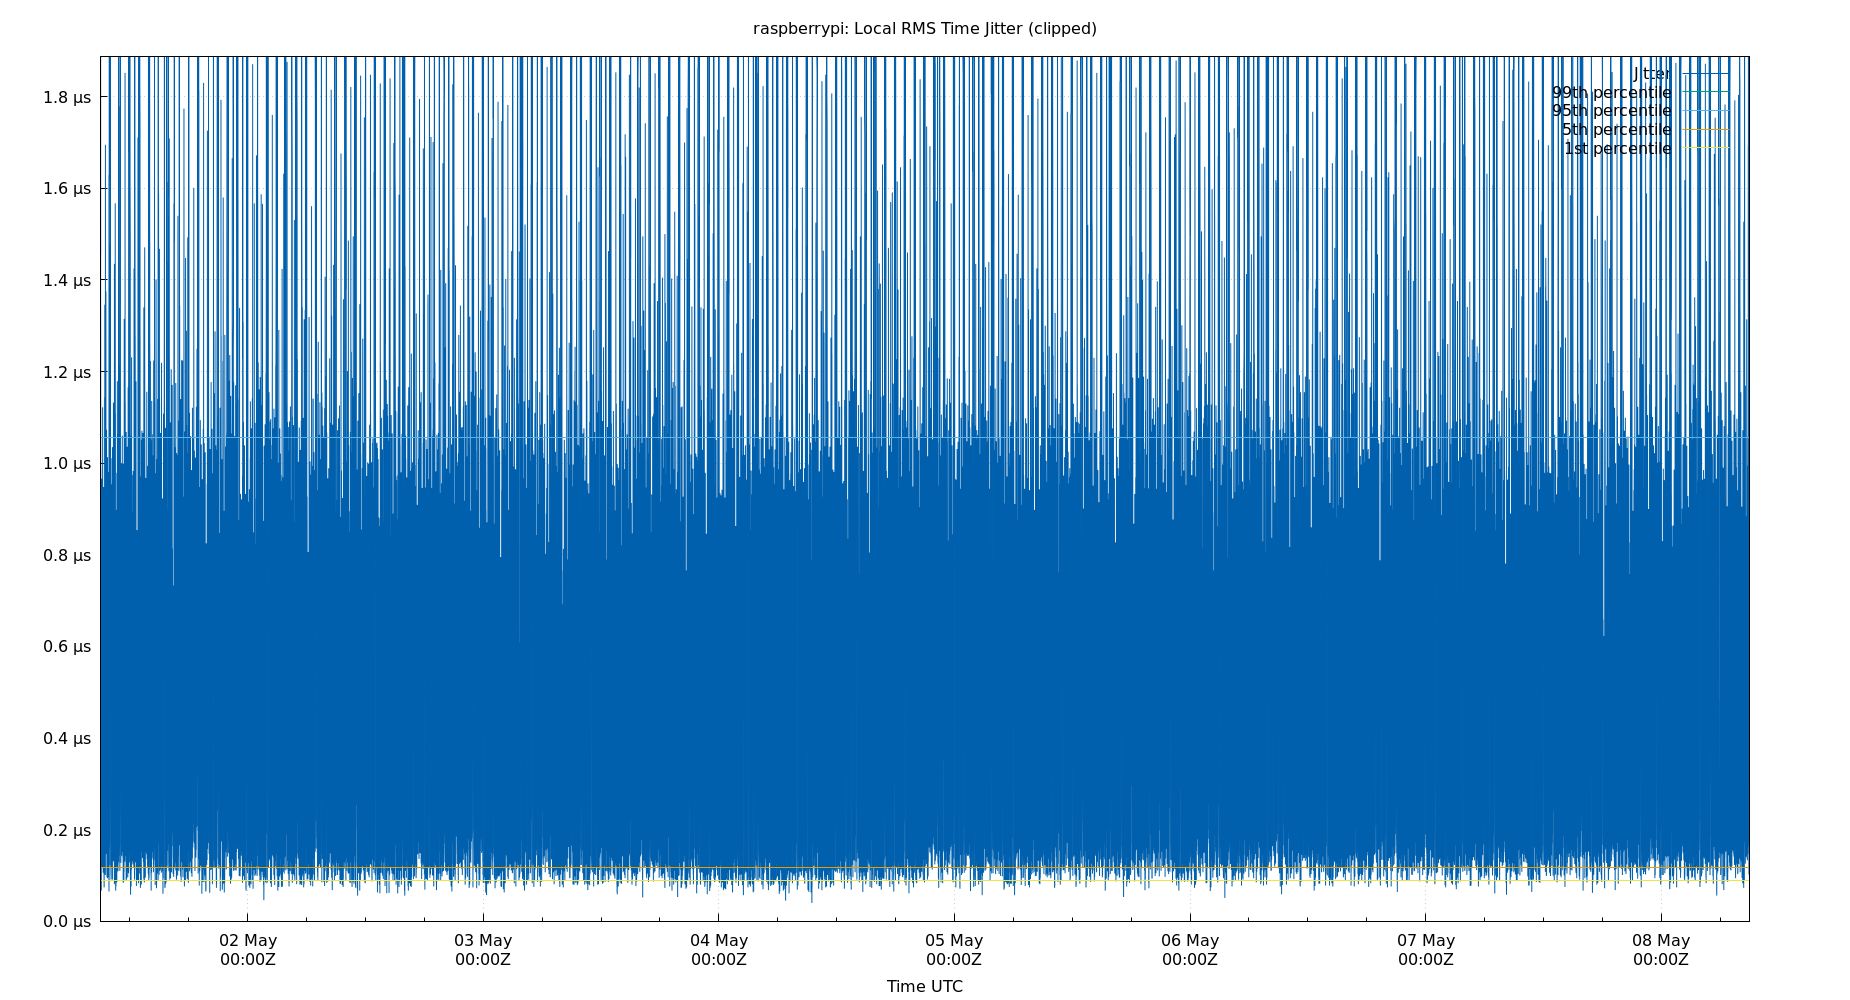 raspberrypi: Local RMS Time Jitter (clipped)
Jitter
99th percentile
95th percentile
5th percentile
1st percentile
1.8 µs
1.6 µs
1.4 µs
1.2 µs
1.0 µs
0.8 µs
0.6 µs
0.4 µs
0.2 µs
0.0 µs
02 May 03 May 04 May 05 May 06 May 07 May 08 May
00:00Z 00:00Z 00:00Z 00:00Z 00:00Z 00:00Z 00:00Z
Time UTC